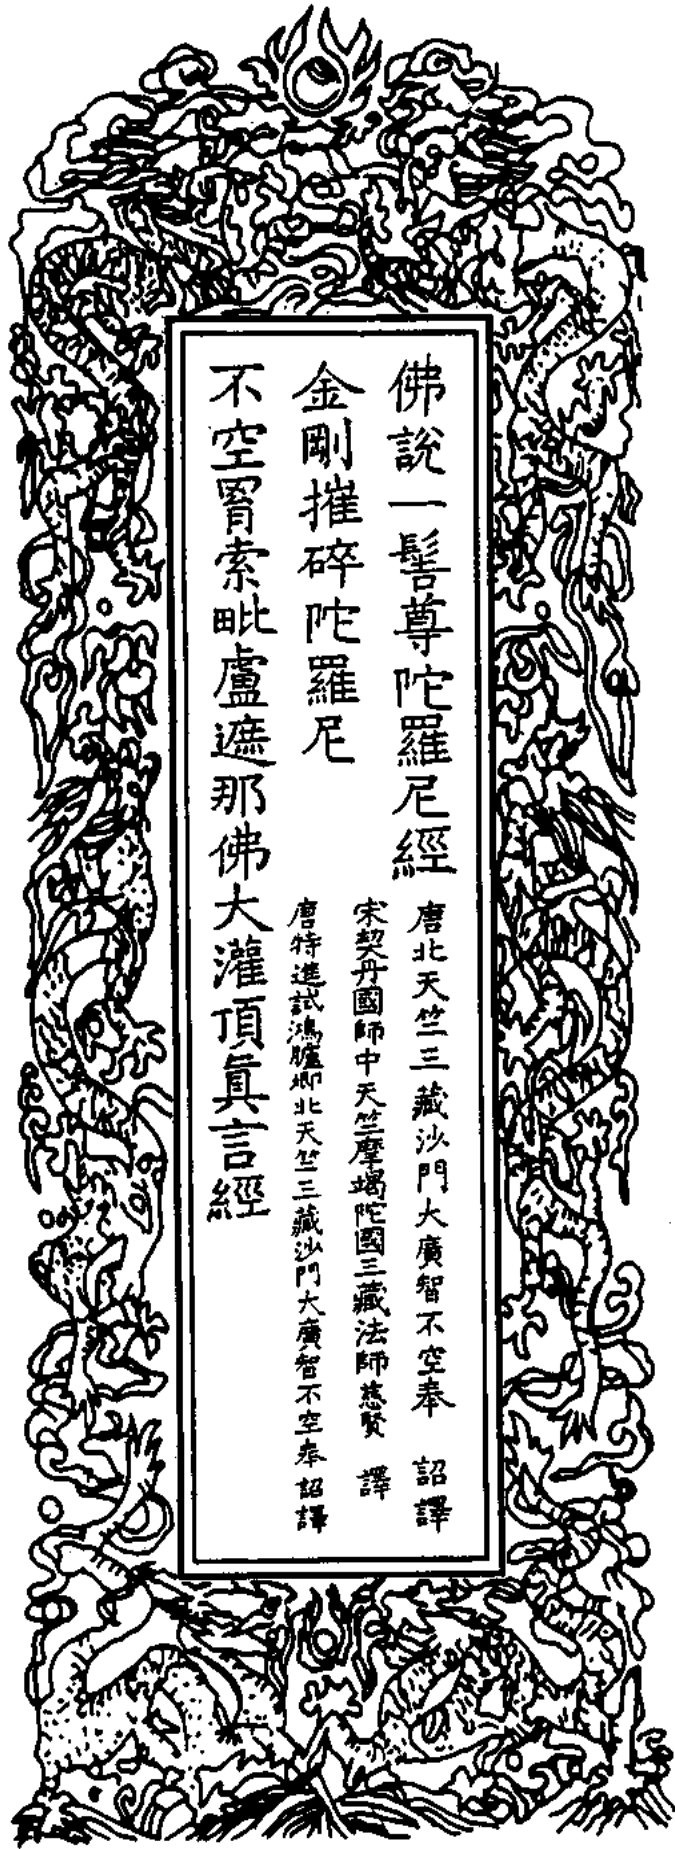 佛說一髻尊陀羅尼經
唐北天竺三藏沙門大廣智不空奉 詔譯
金剛摧碎陀羅尼
宋契丹國師中天竺摩竭陀國三藏法師慈賢 譯
不空罥索毗盧遮那佛大灌頂真言經
唐特進試鴻臚卿北天竺三藏沙門大廣智不空奉 詔譯